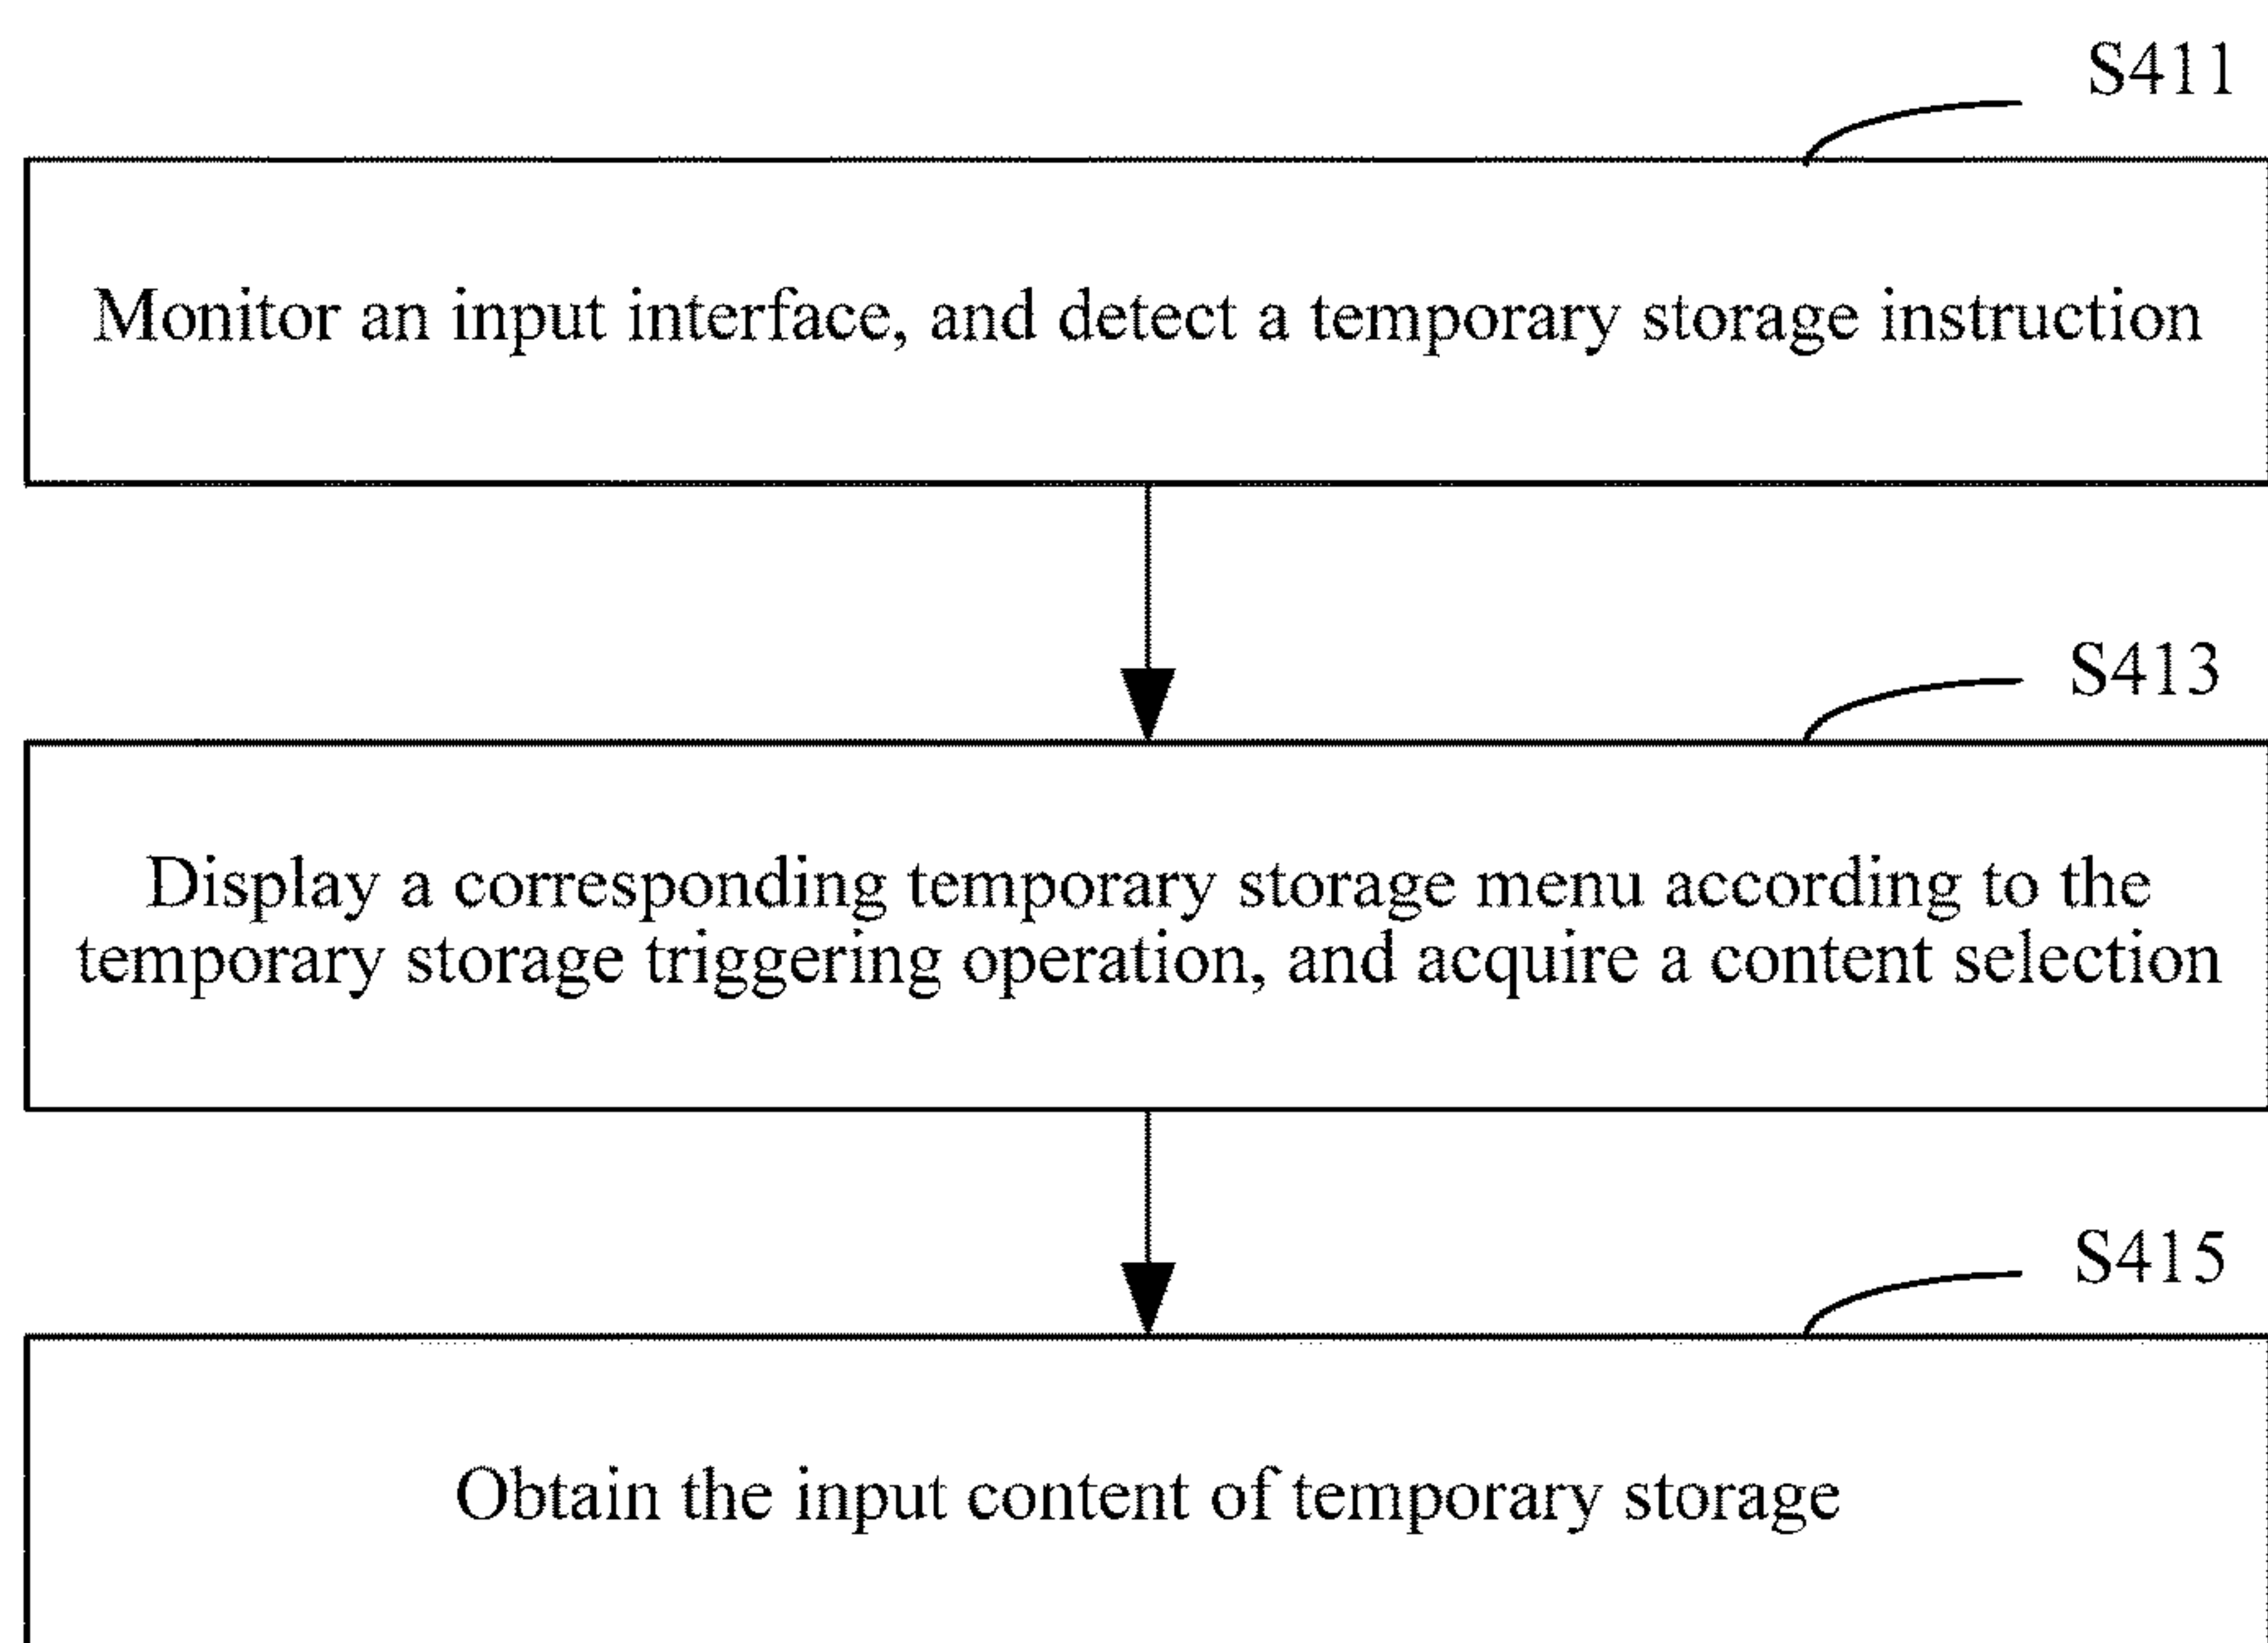 S411
Monitor an input interface, and detect a temporary storage instruction
S413
Display a corresponding temporary storage menu according to the
temporary storage triggering operation, and acquire a content selection
S415
Obtain the input content of temporary storage